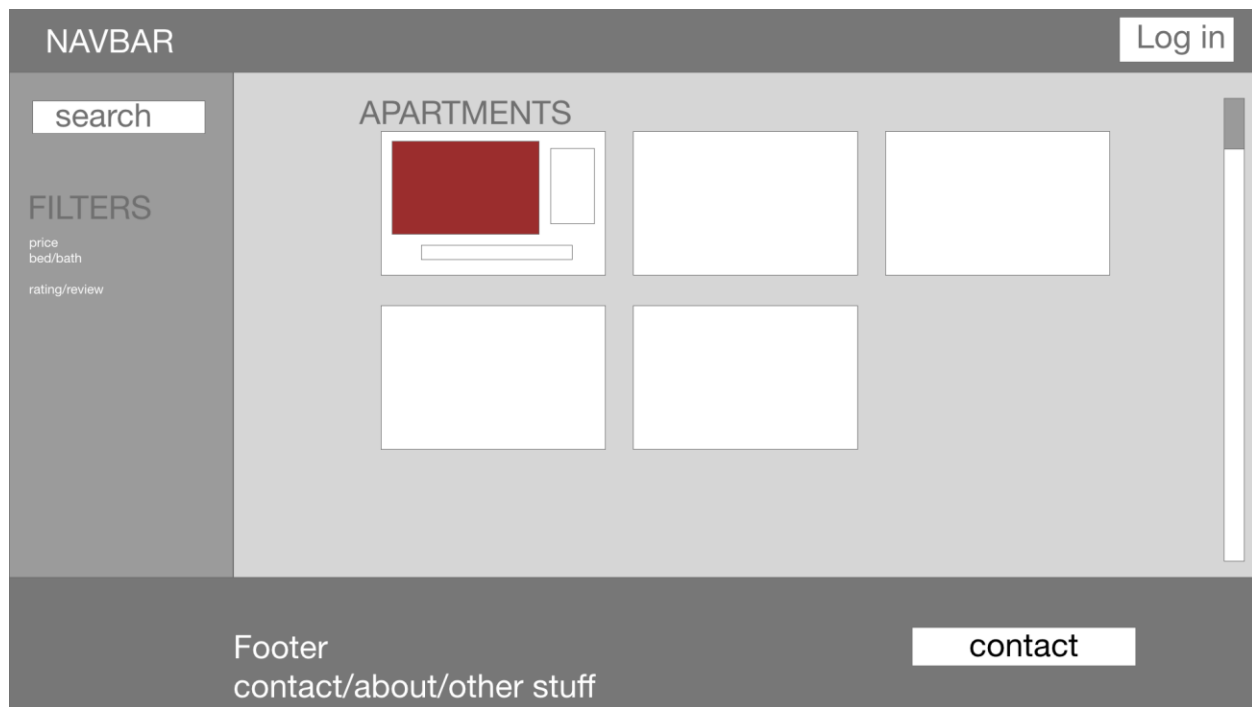 NAVBAR
Log in
search
APARTMENTS
FILTERS
price
bed/bath
rating/review
Footer
contact/about/other stuff
contact